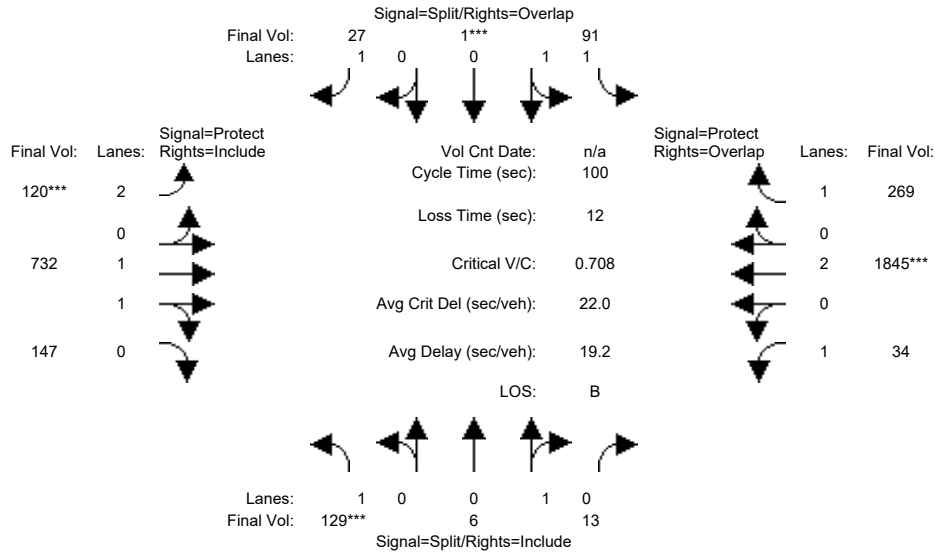 Signal=Split/Rights=Overlap
Final Vol: 27 1*** 91
Lanes: 1 0 0 1 1
Signal=Protect
Final Vol: Lanes: Rights=Include
Vol Cnt Date: n/a
Signal=Protect
Rights=Overlap Lanes: Final Vol:
Cycle Time (sec): 100
120*** 2
1 269
Loss Time (sec): 12
0
0
732 1
Critical V/C: 0.708
2 1845***
1
Avg Crit Del (sec/veh): 22.0
0
147 0
Avg Delay (sec/veh): 19.2
1 34
LOS: B
Lanes: 1 0 0 1 0
Final Vol: 129*** 6 13
Signal=Split/Rights=Include